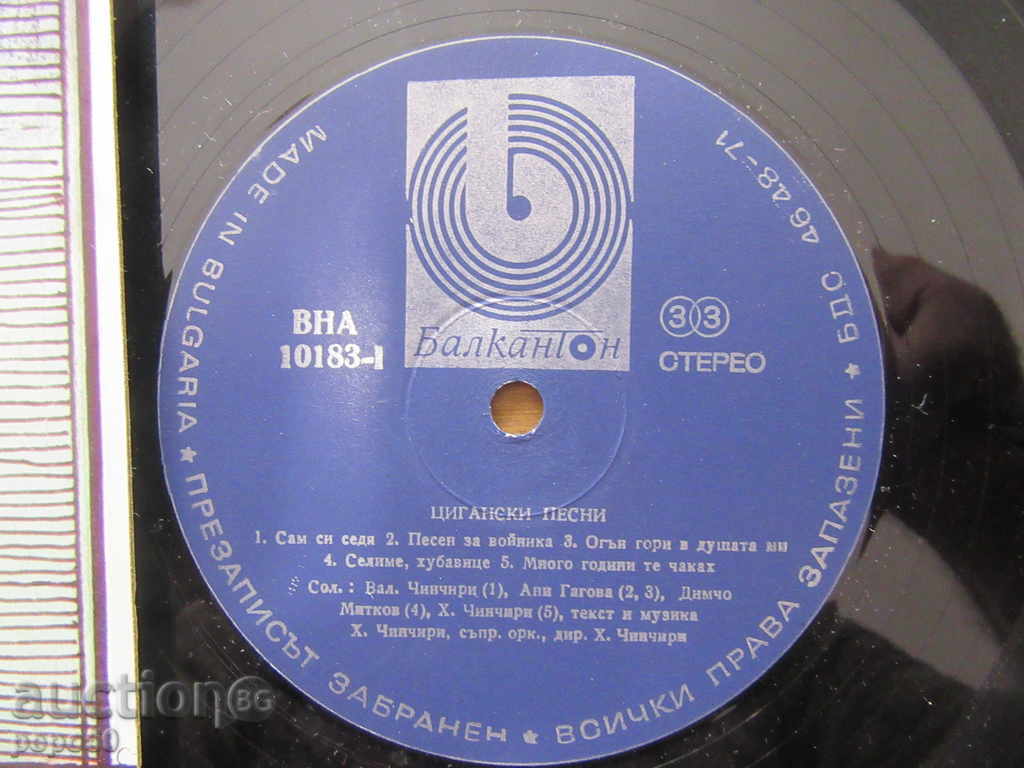 Балкантон
ВНА
10183-1
33
СТЕРЕО
ЦИГАНСКИ ПЕСНИ
1. Сам си седя 2. Песен за войника 3. Огън гори в душата ми
4. Селиме, хубавице 5. Много години те чаках
Сол.: Вал. Чинчири (1), Ани Гагова (2, 3), Димчо
Митков (4), Х. Чинчири (5), текст и музика
Х. Чинчири, съпр. орк., дир. Х. Чинчири
MADE IN BULGARIA ★ ПРЕЗАПИСЪТ ЗАБРАНЕН ★ ВСИЧКИ ПРАВА ЗАПАЗЕНИ ★ БДС 46 48-71
auctionBG
pepo50